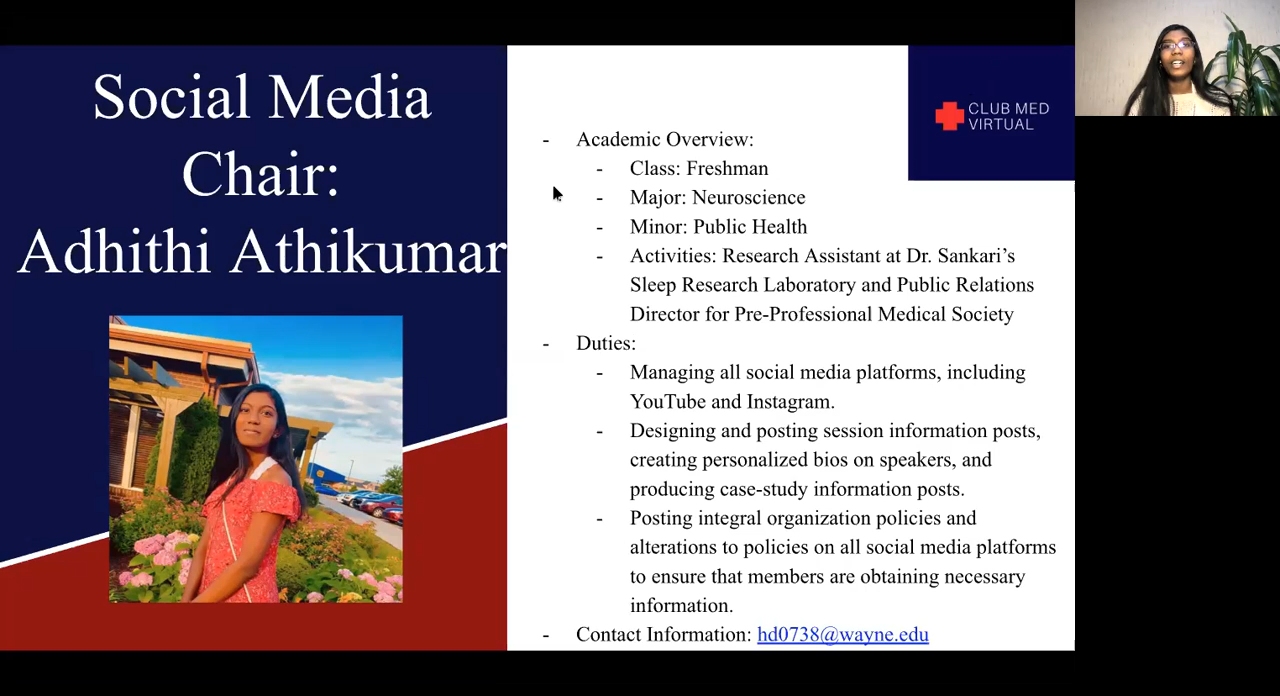 Social Media
Chair:
Adhithi Athikumar
CLUB MED
VIRTUAL
- Academic Overview:
- Class: Freshman
- Major: Neuroscience
- Minor: Public Health
- Activities: Research Assistant at Dr. Sankari’s
Sleep Research Laboratory and Public Relations
Director for Pre-Professional Medical Society
- Duties:
- Managing all social media platforms, including
YouTube and Instagram.
- Designing and posting session information posts,
creating personalized bios on speakers, and
producing case-study information posts.
- Posting integral organization policies and
alterations to policies on all social media platforms
to ensure that members are obtaining necessary
information.
- Contact Information: hd0738@wayne.edu